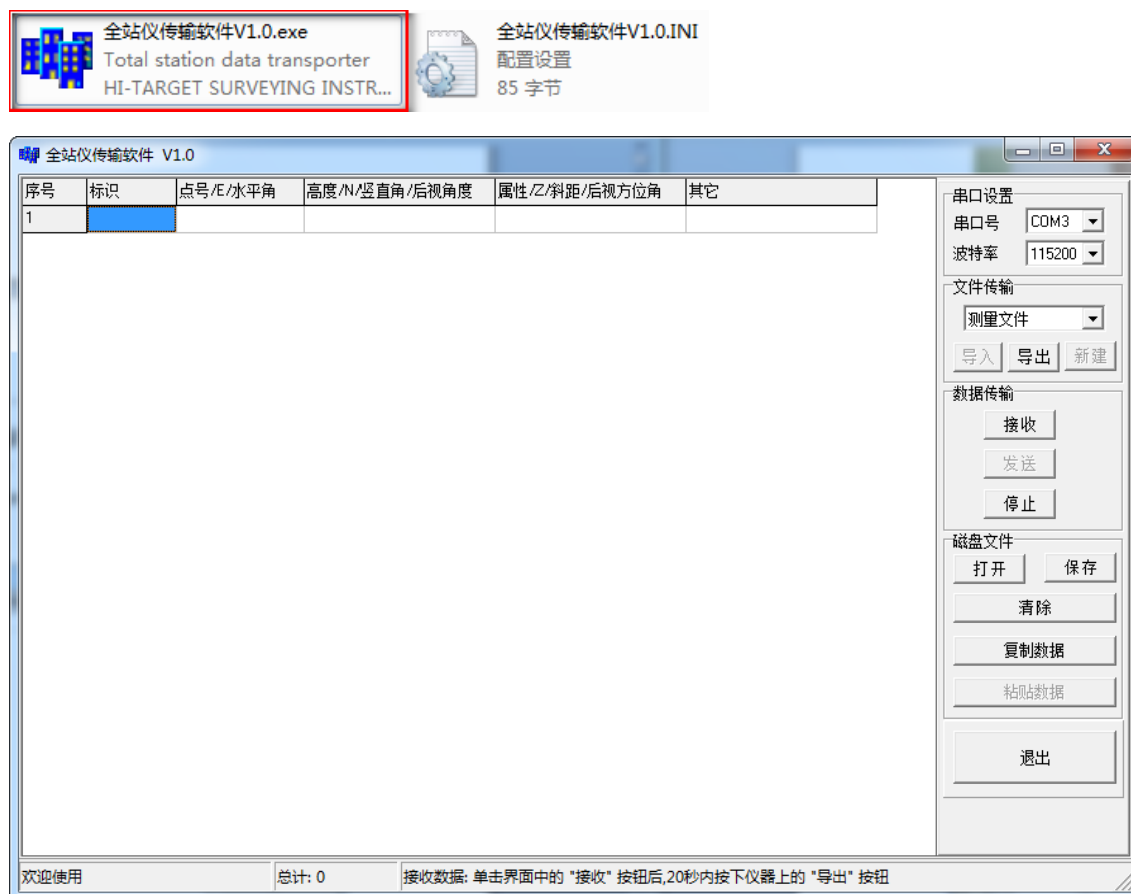 全站仪传输软件V1.0.exe
Total station data transporter
HI-TARGET SURVEYING INSTR...
全站仪传输软件V1.0.INI
配置设置
85 字节
全站仪传输软件 V1.0
序号 标识 点号/E/水平角 高度/N/竖直角/后视角度 属性/Z/斜距/后视方位角 其它
1
串口设置
串口号 COM3
波特率 115200
文件传输
测量文件
导入 导出 新建
数据传输
接收
发送
停止
磁盘文件
打开 保存
清除
复制数据
粘贴数据
退出
欢迎使用 总计: 0 接收数据: 单击界面中的 "接收" 按钮后,20秒内按下仪器上的 "导出" 按钮